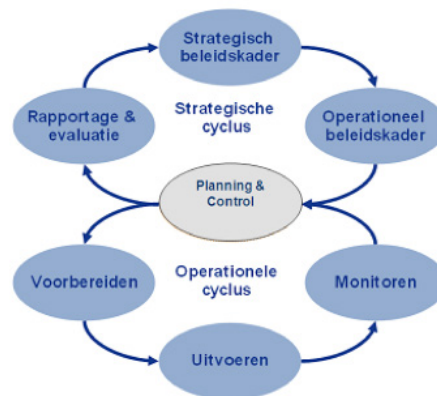 Strategisch
beleidskader
Rapportage &
evaluatie
Strategische
cyclus
Operationeel
beleidskader
Planning &
Control
Voorbereiden
Operationele
cyclus
Monitoren
Uitvoeren